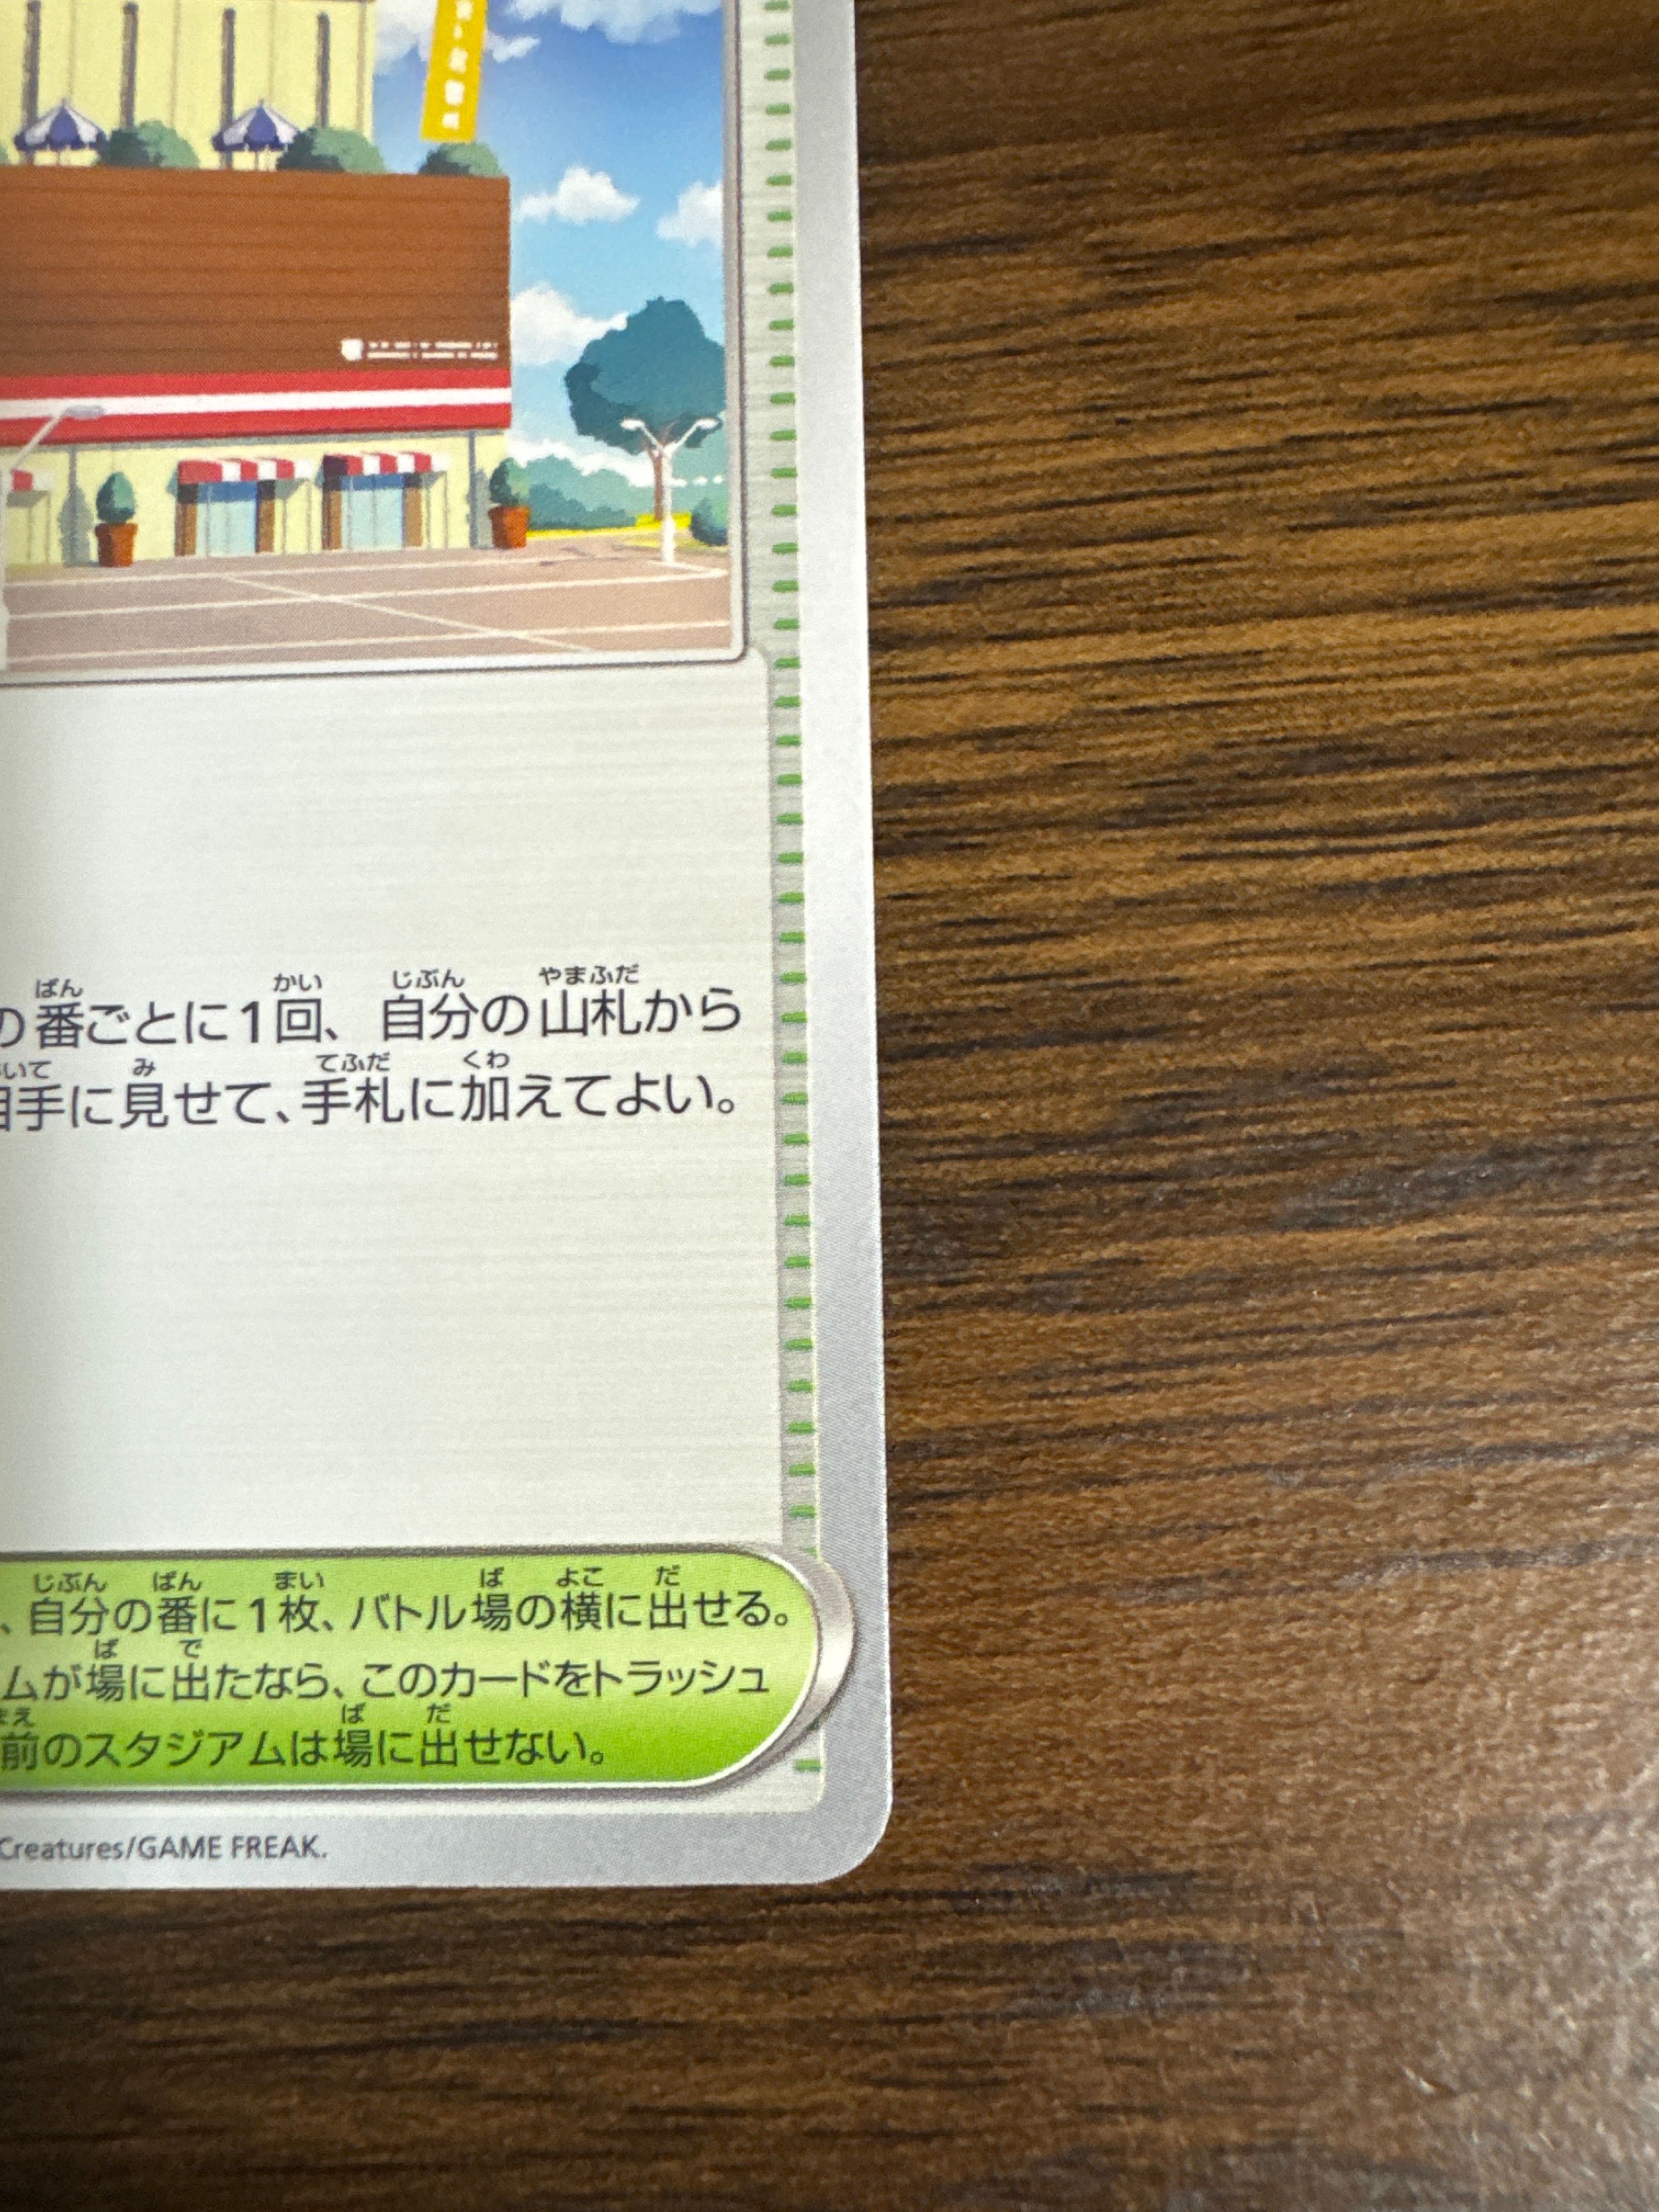 の番ごとに1回、自分の山札から
手に見せて、手札に加えてよい。
、自分の番に1枚、バトル場の横に出せる。
ムが場に出たなら、このカードをトラッシュ
前のスタジアムは場に出せない。
Creatures/GAME FREAK.